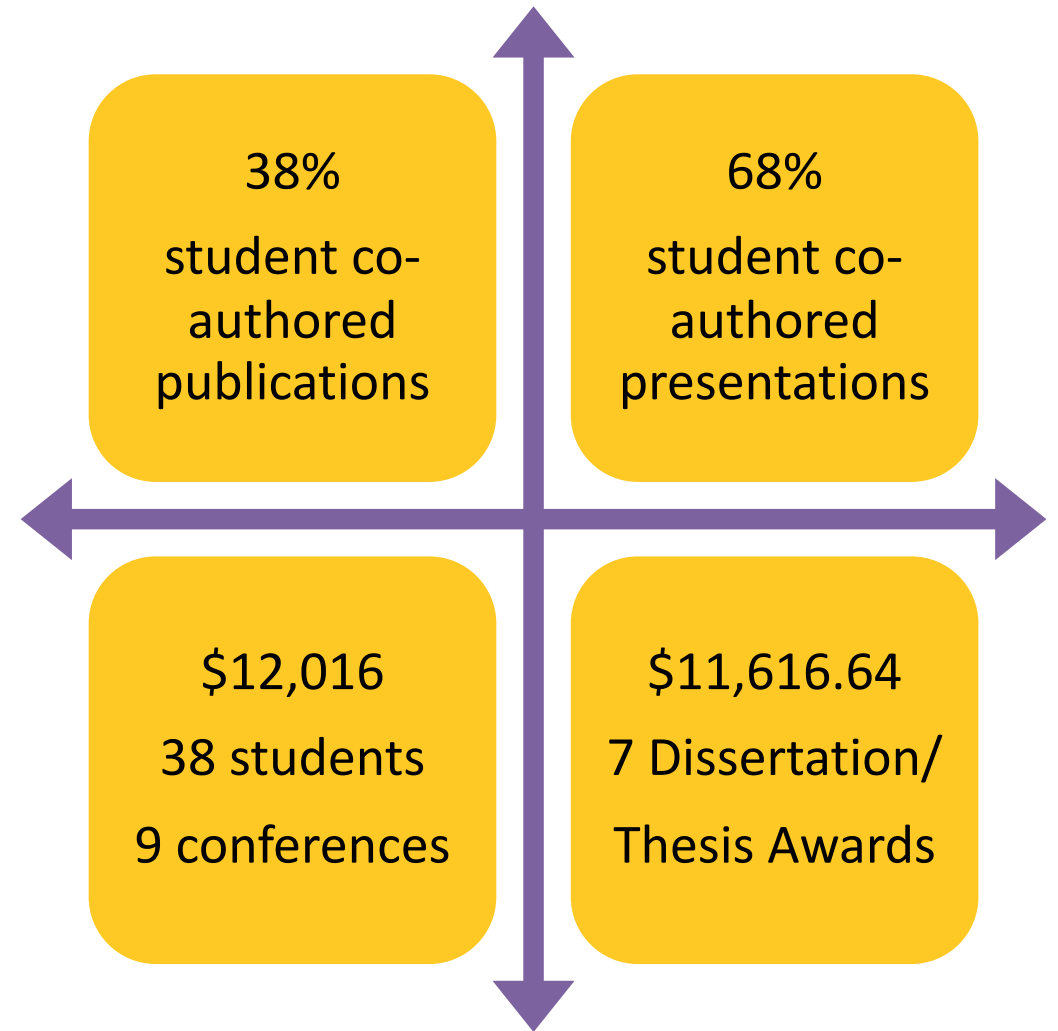 38%
student co-
authored
publications
68%
student co-
authored
presentations
$12,016
38 students
9 conferences
$11,616.64
7 Dissertation/
Thesis Awards